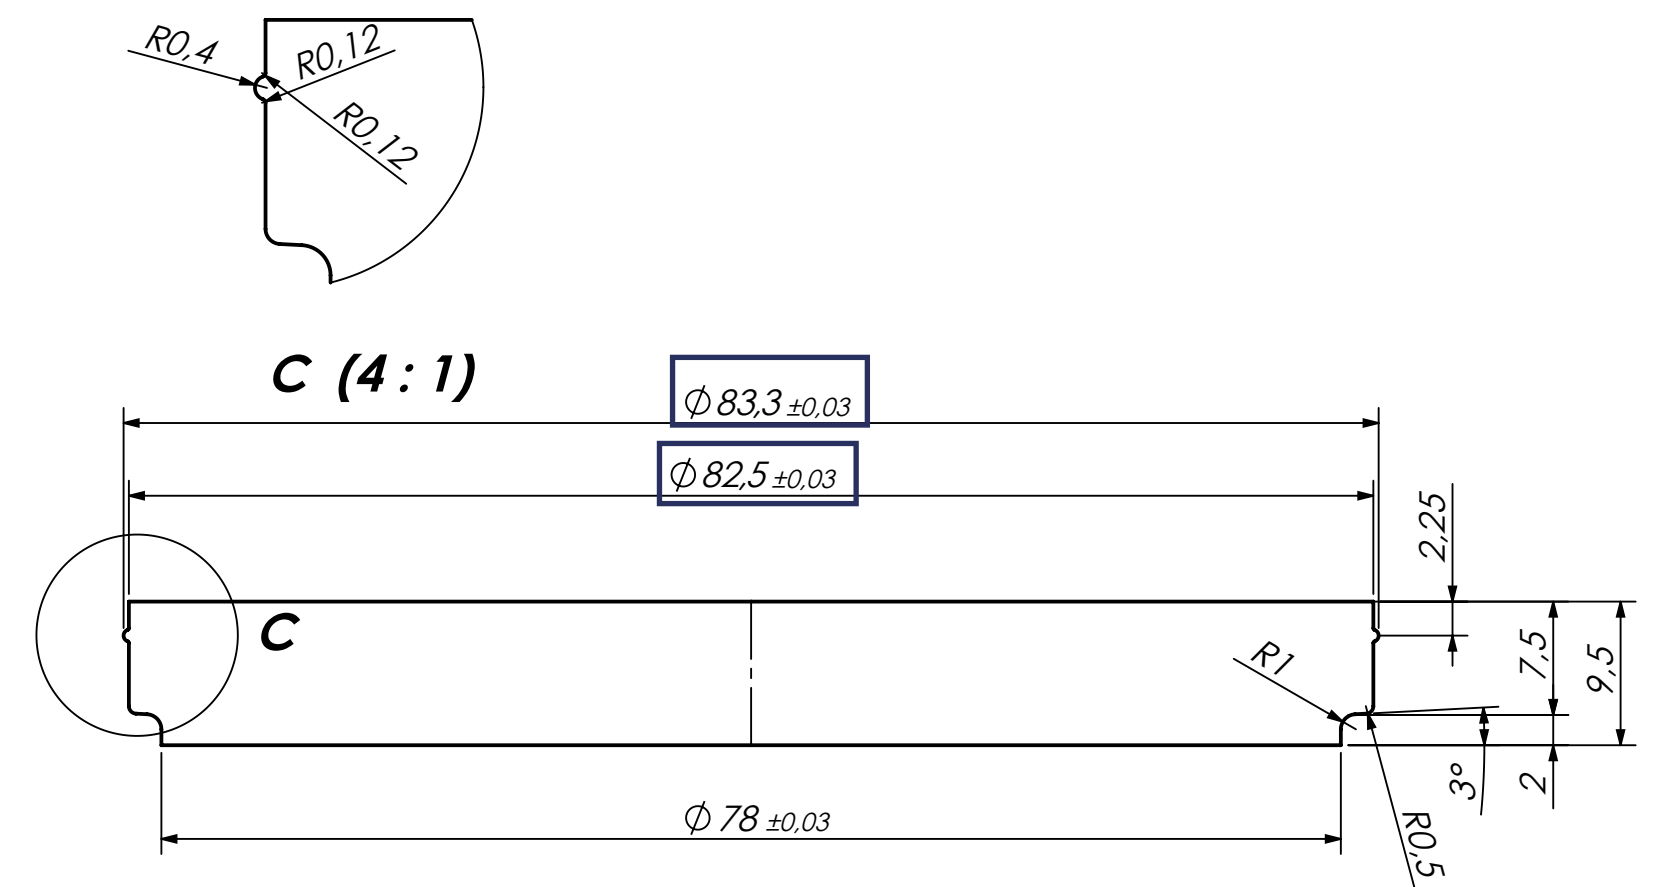 R0,4
R0,12
R0,12
C (4 : 1)
∅ 83,3 ±0,03
∅ 82,5 ±0,03
2,25
C
R1
7,5
9,5
3°
2
R0,5
∅ 78 ±0,03